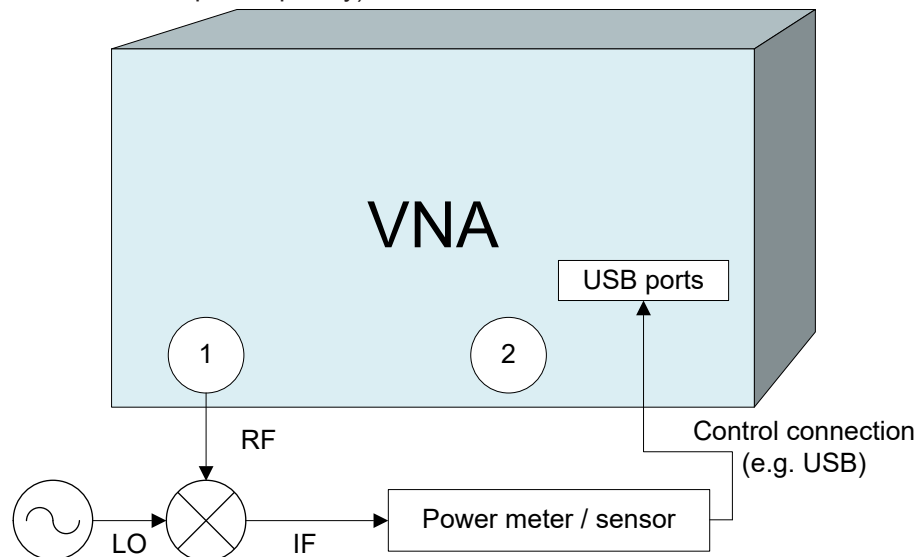 VNA
USB ports
1
2
RF
Control connection
(e.g. USB)
LO
IF
Power meter / sensor